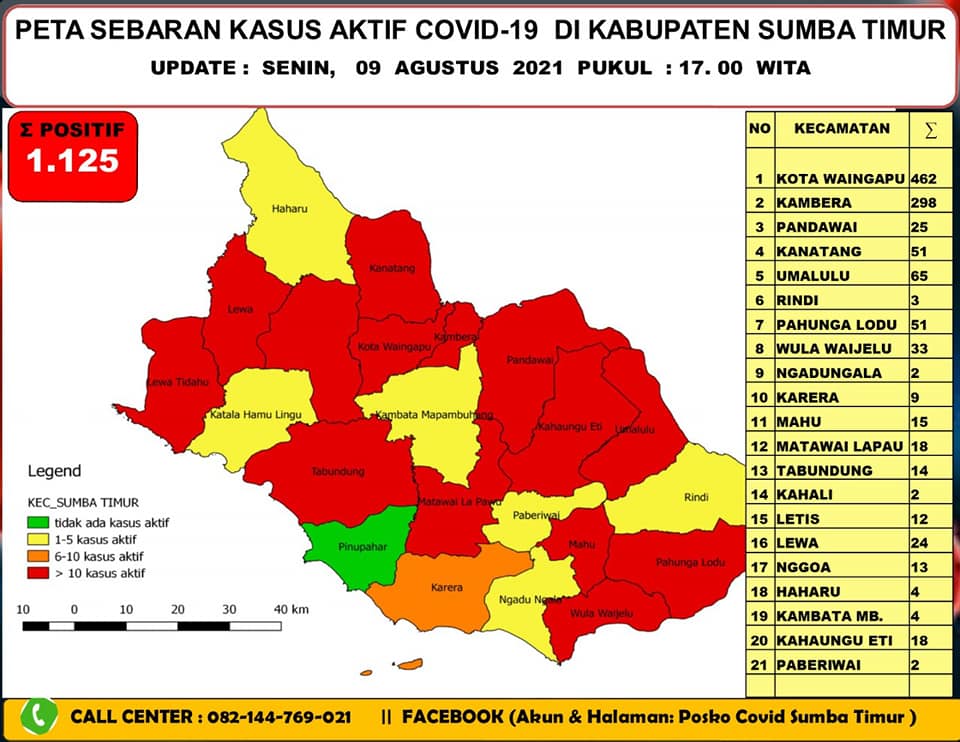 PETA SEBARAN KASUS AKTIF COVID-19 DI KABUPATEN SUMBA TIMUR
UPDATE : SENIN, 09 AGUSTUS 2021 PUKUL : 17. 00 WITA
Σ POSITIF
1.125
Haharu
Kanatang
Lewa
Kota Waingapu
Kambera
Pandawai
Lewa Tidahu
Katala Hamu Lingu
Kambata Mapambuhang
Kahaungu Eti
Umalulu
Tabundung
Matawai La Pawu
Rindi
Paberiwai
Pinupahar
Mahu
Pahunga Lodu
Karera
Ngadu Ngala
Wula Waijelu
Legend
KEC_SUMBA TIMUR
tidak ada kasus aktif
1-5 kasus aktif
6-10 kasus aktif
> 10 kasus aktif
10 0 10 20 30 40 km
NO KECAMATAN ∑
1 KOTA WAINGAPU 462
2 KAMBERA 298
3 PANDAWAI 25
4 KANATANG 51
5 UMALULU 65
6 RINDI 3
7 PAHUNGA LODU 51
8 WULA WAIJELU 33
9 NGADUNGALA 2
10 KARERA 9
11 MAHU 15
12 MATAWAI LAPAU 18
13 TABUNDUNG 14
14 KAHALI 2
15 LETIS 12
16 LEWA 24
17 NGGOA 13
18 HAHARU 4
19 KAMBATA MB. 4
20 KAHAUNGU ETI 18
21 PABERIWAI 2
CALL CENTER : 082-144-769-021 || FACEBOOK (Akun & Halaman: Posko Covid Sumba Timur )